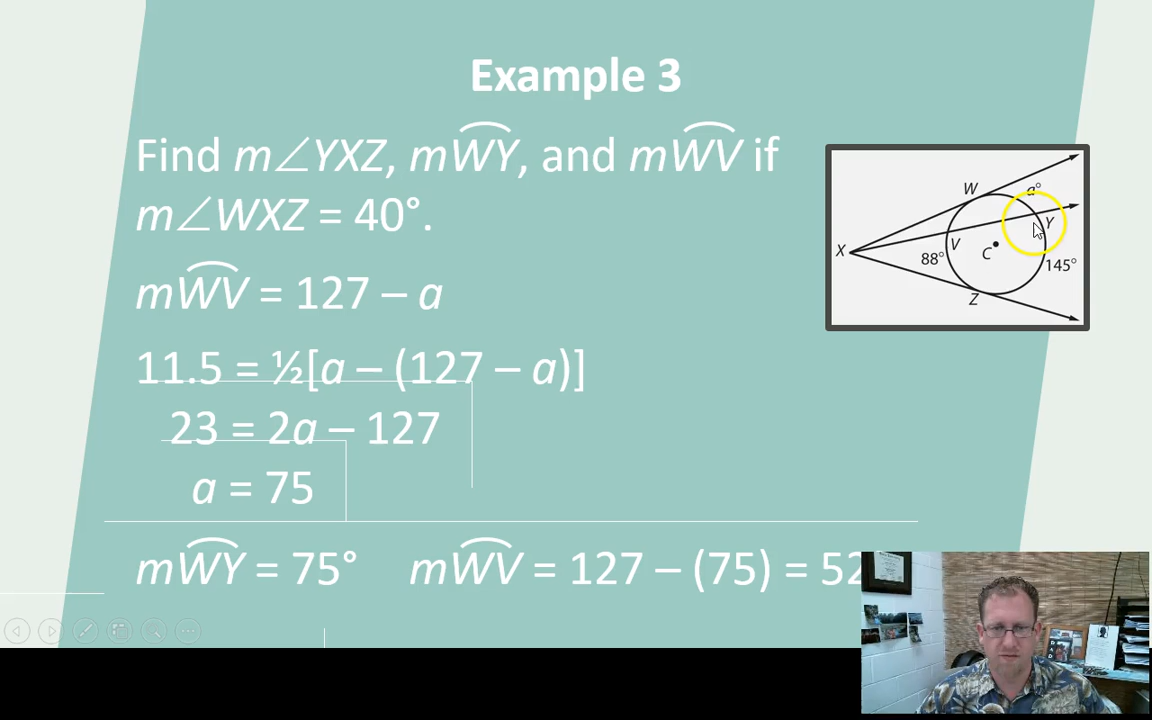 Example 3
Find m∠YXZ, mWY, and mWV if
m∠WXZ = 40°.
mWV = 127 – a
11.5 = ½[a – (127 – a)]
23 = 2a – 127
a = 75
mWY = 75° mWV = 127 – (75) = 52
W
a°
Y
X
V
C
88°
145°
Z